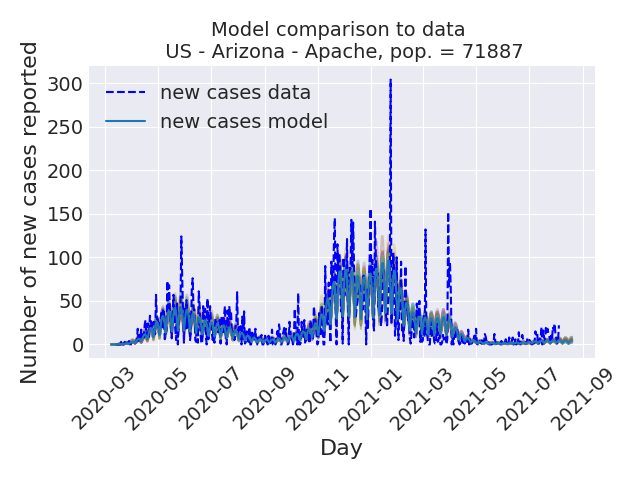 Model comparison to data
US - Arizona - Apache, pop. = 71887
Number of new cases reported
300
250
200
150
100
50
0
new cases data
new cases model
2020-03
2020-05
2020-07
2020-09
2020-11
2021-01
2021-03
2021-05
2021-07
2021-09
Day